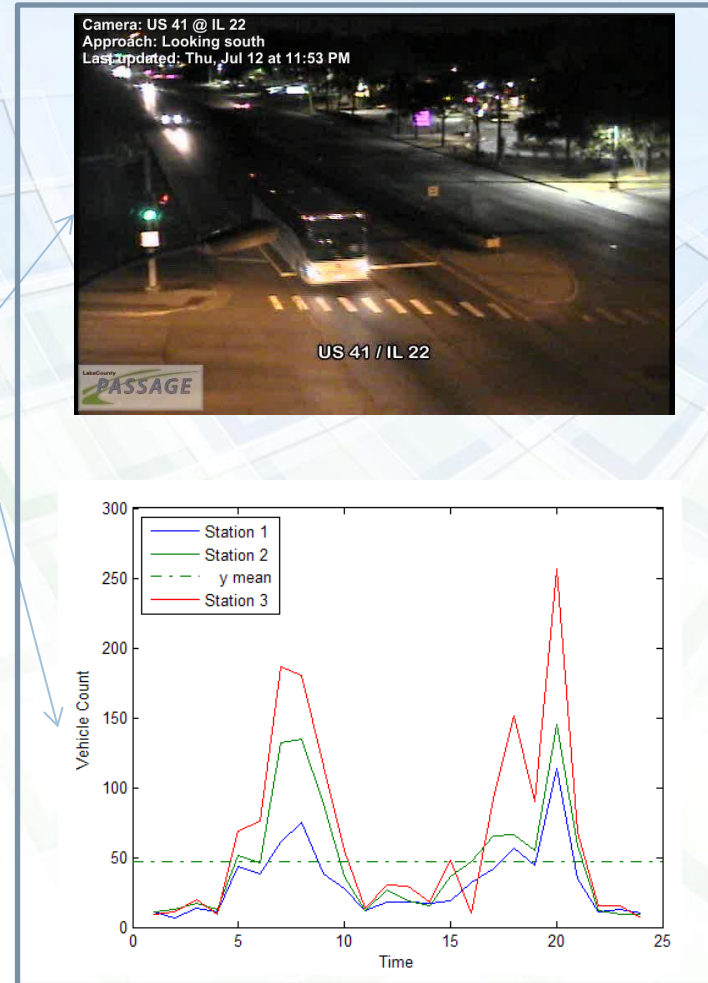 Camera: US 41 @ IL 22
Approach: Looking south
Last updated: Thu, Jul 12 at 11:53 PM
US 41 / IL 22
LakeCounty
PASSAGE
300
250
200
150
100
50
0
Vehicle Count
Station 1
Station 2
y mean
Station 3
0 5 10 15 20 25
Time